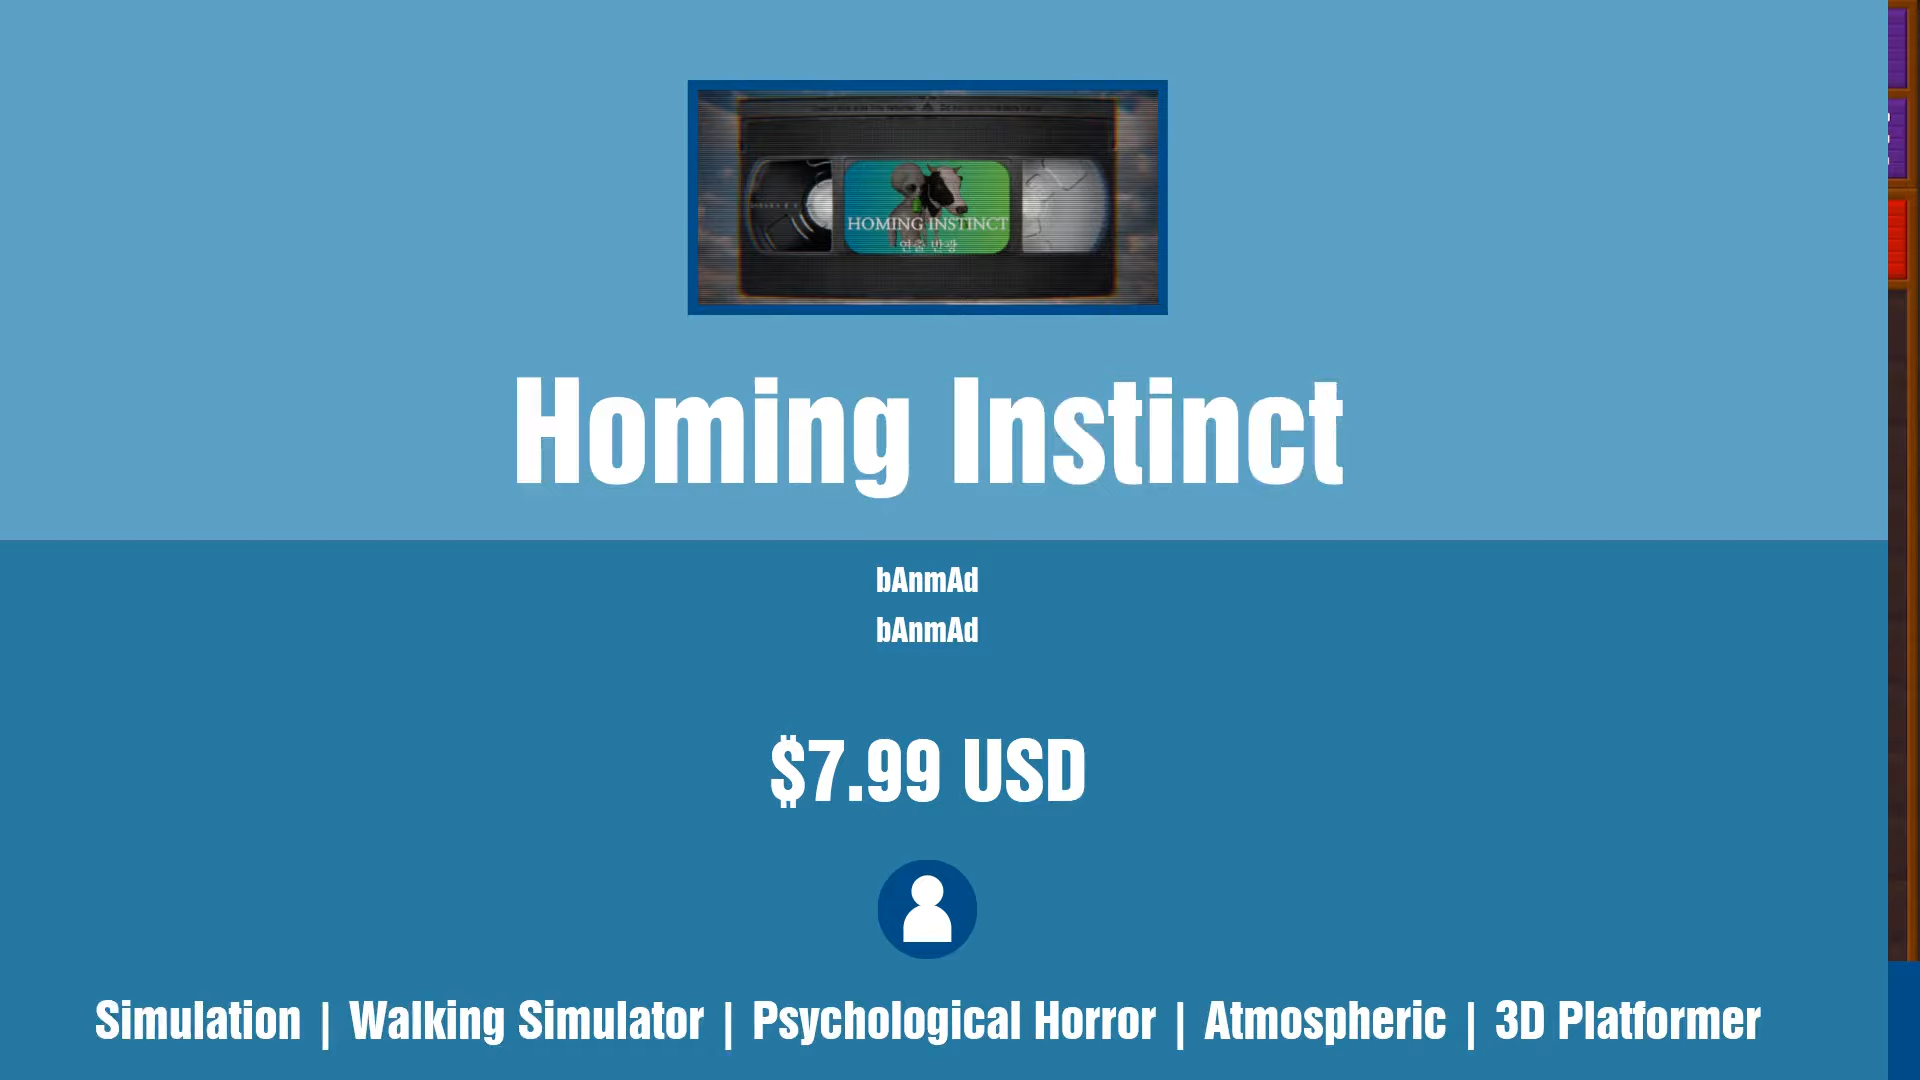 HOMING INSTINCT
Homing Instinct
bAnmAd
bAnmAd
$7.99 USD
Simulation | Walking Simulator | Psychological Horror | Atmospheric | 3D Platformer